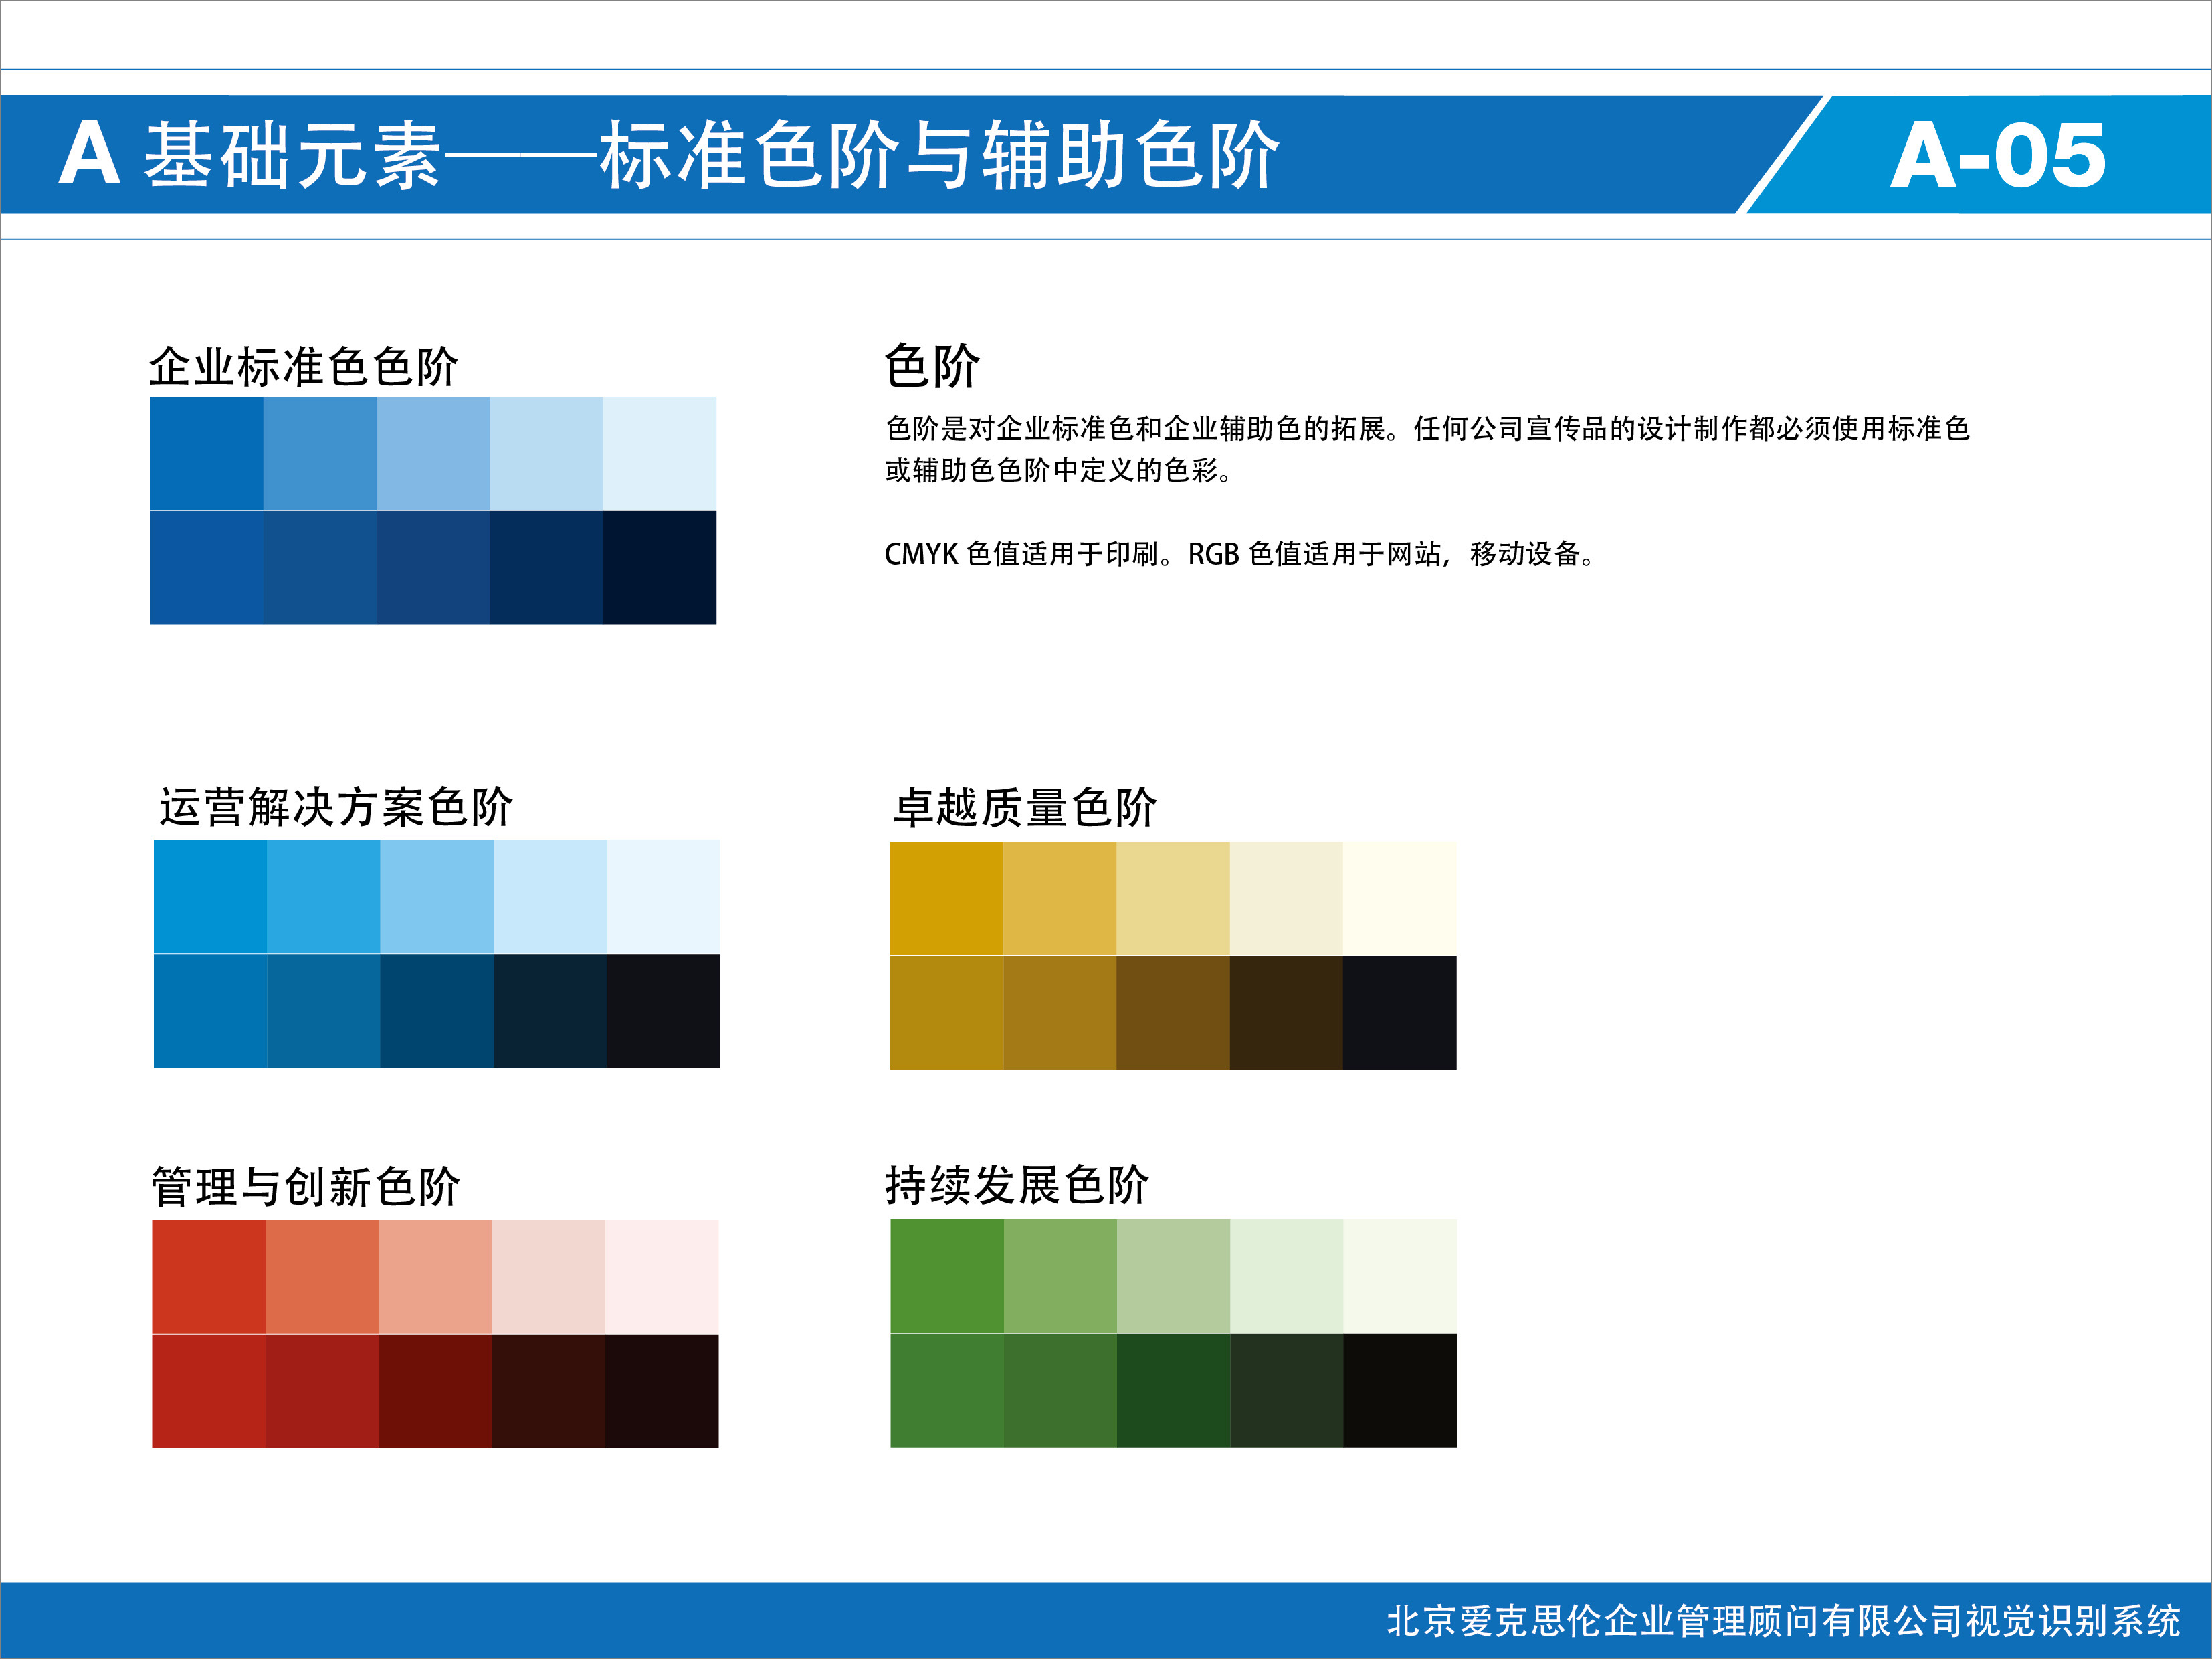 A 基础元素——标准色阶与辅助色阶
A-05
企业标准色色阶
色阶
色阶是对企业标准色和企业辅助色的拓展。任何公司宣传品的设计制作都必须使用标准色
或辅助色色阶中定义的色彩。
CMYK 色值适用于印刷。RGB 色值适用于网站，移动设备。
运营解决方案色阶
卓越质量色阶
管理与创新色阶
持续发展色阶
北京爱克思伦企业管理顾问有限公司视觉识别系统